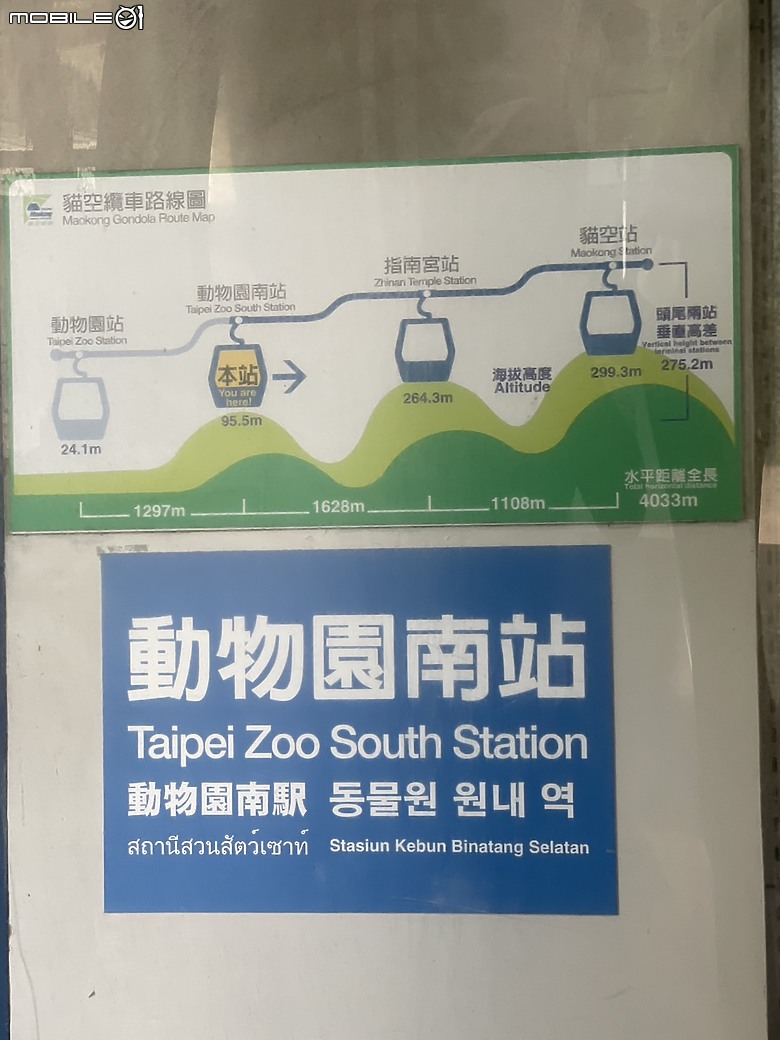 MOBILE01
貓空纜車路線圖
Maokong Gondola Route Map
貓空站
Maokong Station
指南宮站
Zhinan Temple Station
動物園南站
Taipei Zoo South Station
動物園站
Taipei Zoo Station
頭尾兩站
垂直高差
Vertical height between
terminal stations
275.2m
本站
You are
here!
海拔高度
Altitude
299.3m
264.3m
95.5m
24.1m
水平距離全長
Total horizontal distance
4033m
1297m
1628m
1108m
動物園南站
Taipei Zoo South Station
動物園南駅 동물원 원내 역
สถานีสวนสัตว์เซาท์ Stasiun Kebun Binatang Selatan